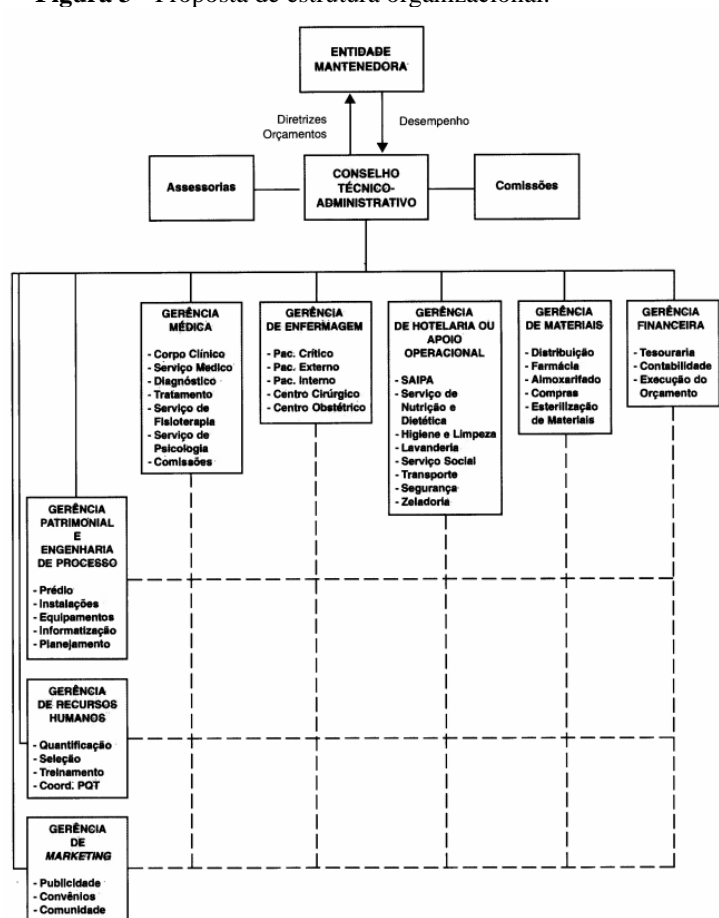 Figura 3 - Proposta de estrutura organizacional.
ENTIDADE
MANTENEDORA
Diretrizes
Orçamentos
Desempenho
Assessorias
CONSELHO
TÉCNICO-
ADMINISTRATIVO
Comissões
GERÊNCIA
MÉDICA
- Corpo Clínico
- Serviço Medico
- Diagnóstico
- Tratamento
- Serviço de
Fisioterapia
- Serviço de
Psicologia
- Comissões
GERÊNCIA
DE ENFERMAGEM
- Pac. Crítico
- Pac. Externo
- Pac. Interno
- Centro Cirúrgico
- Centro Obstétrico
GERÊNCIA
DE HOTELARIA OU
APOIO
OPERACIONAL
- SAIPA
- Serviço de
Nutrição e
Dietética
- Higiene e Limpeza
- Lavanderia
- Serviço Social
- Transporte
- Segurança
- Zeladoria
GERÊNCIA
DE MATERIAIS
- Distribuição
- Farmácia
- Almoxarifado
- Compras
- Esterilização
de Materiais
GERÊNCIA
FINANCEIRA
- Tesouraria
- Contabilidade
- Execução do
Orçamento
GERÊNCIA
PATRIMONIAL
E
ENGENHARIA
DE PROCESSO
- Prédio
- Instalações
- Equipamentos
- Informatização
- Planejamento
GERÊNCIA
DE RECURSOS
HUMANOS
- Quantificação
- Seleção
- Treinamento
- Coord. PQT
GERÊNCIA
DE
MARKETING
- Publicidade
- Convênios
- Comunidade